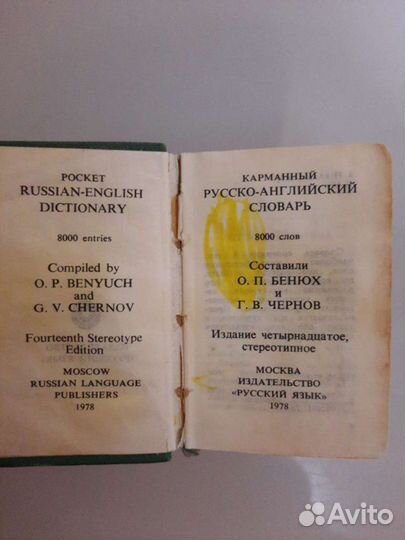 POCKET
RUSSIAN-ENGLISH
DICTIONARY
8000 entries
Compiled by
O. P. BENYUCH
and
G. V. CHERNOV
Fourteenth Stereotype
Edition
MOSCOW
RUSSIAN LANGUAGE
PUBLISHERS
1978
КАРМАННЫЙ
РУССКО-АНГЛИЙСКИЙ
СЛОВАРЬ
8000 слов
Составили
О. П. БЕНЮХ
и
Г. В. ЧЕРНОВ
Издание четырнадцатое,
стереотипное
МОСКВА
ИЗДАТЕЛЬСТВО
«РУССКИЙ ЯЗЫК»
1978
Avito